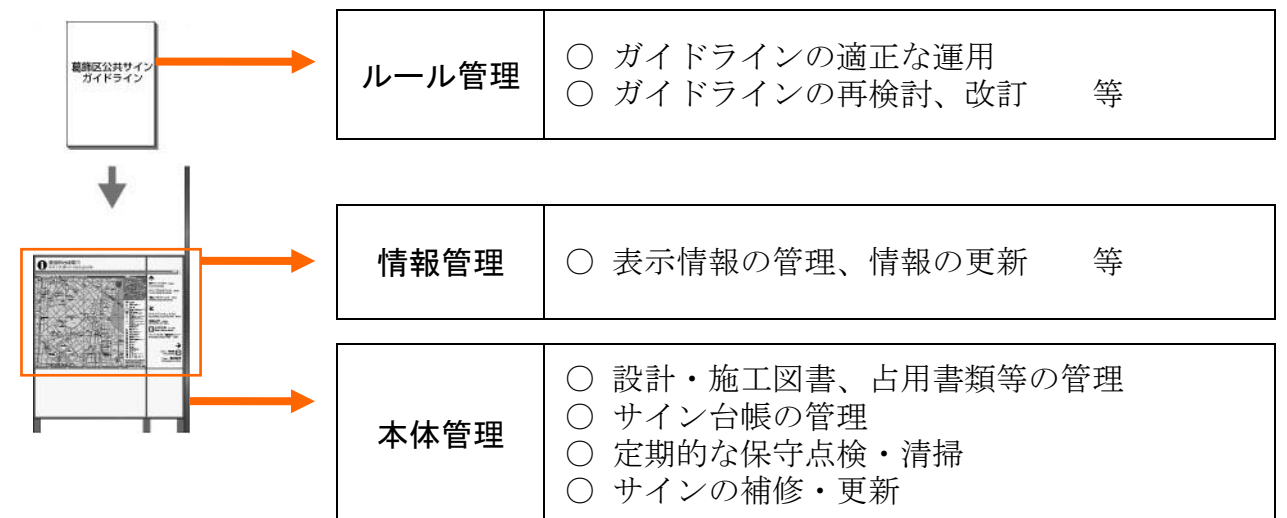 葛飾区公共サイン
ガイドライン
ルール管理
○ ガイドラインの適正な運用
○ ガイドラインの再検討、改訂　　等
情報管理
○ 表示情報の管理、情報の更新　　等
本体管理
○ 設計・施工図書、占用書類等の管理
○ サイン台帳の管理
○ 定期的な保守点検・清掃
○ サインの補修・更新